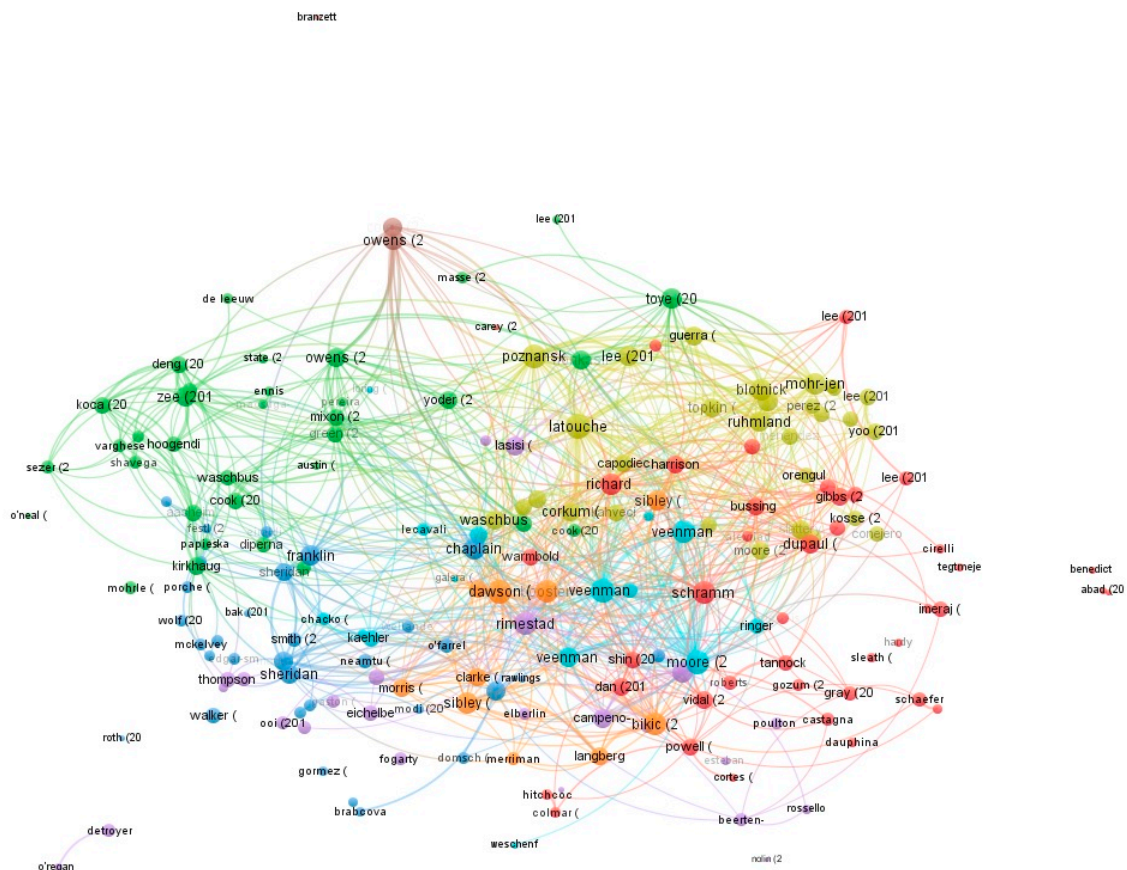 branzett
lee (201
owens (2
masse (2
de leeuw
toye (20
lee (201
carey (2
guerra (
owens (2
poznansk
lee (201
deng (20
state (2
mohr-jen
ennis
blotnick
zee (201
lee (201
pereira
koca (20
yoder (2
topkin (
perez (2
mixon (2
ruhmland
latouche
green (2
yoo (201
hoogendi
varghese
lasisi (
shavega
capodiec
harrison
austin (
sezer (2
orengul
waschbus
lee (201
richard
gibbs (2
cook (20
sibley (
bussing
o'neal (
corkum (
kahveci
kosse (2
waschbus
festl (2
lecavali
cook (20
veenman
conejero
papieska
diperna
chaplain
moore (2
dupaul (
cirelli
franklin
warmbold
kirkhaug
tegtmeje
sheridan
galera (
benedict
mohrle (
porche (
dawson (
veenman
schramm
abad (20
bak (201
imeraj (
wolf (20
chacko (
rimestad
ringer
smith (2
kaehler
mckelvey
o'farrel
hardy
neamtu (
veenman
shin (20
moore (2
tannock
sleath (
edgar-sm
thompson
sheridan
clarke (
rawlings
roberts
gozum (2
morris (
dan (201
gray (20
schaefer
sibley (
vidal (2
walker (
eichelbe
modi (20
elberlin
campeno-
castagna
ooi (201
bikic (2
poulton
roth (20
dauphina
powell (
fogarty
domsch (
merriman
langberg
esteban
gormez (
cortes (
hitchcoc
brabcova
colmar (
rossello
beerten-
detroyer
weschenf
nolin (2
o'regan